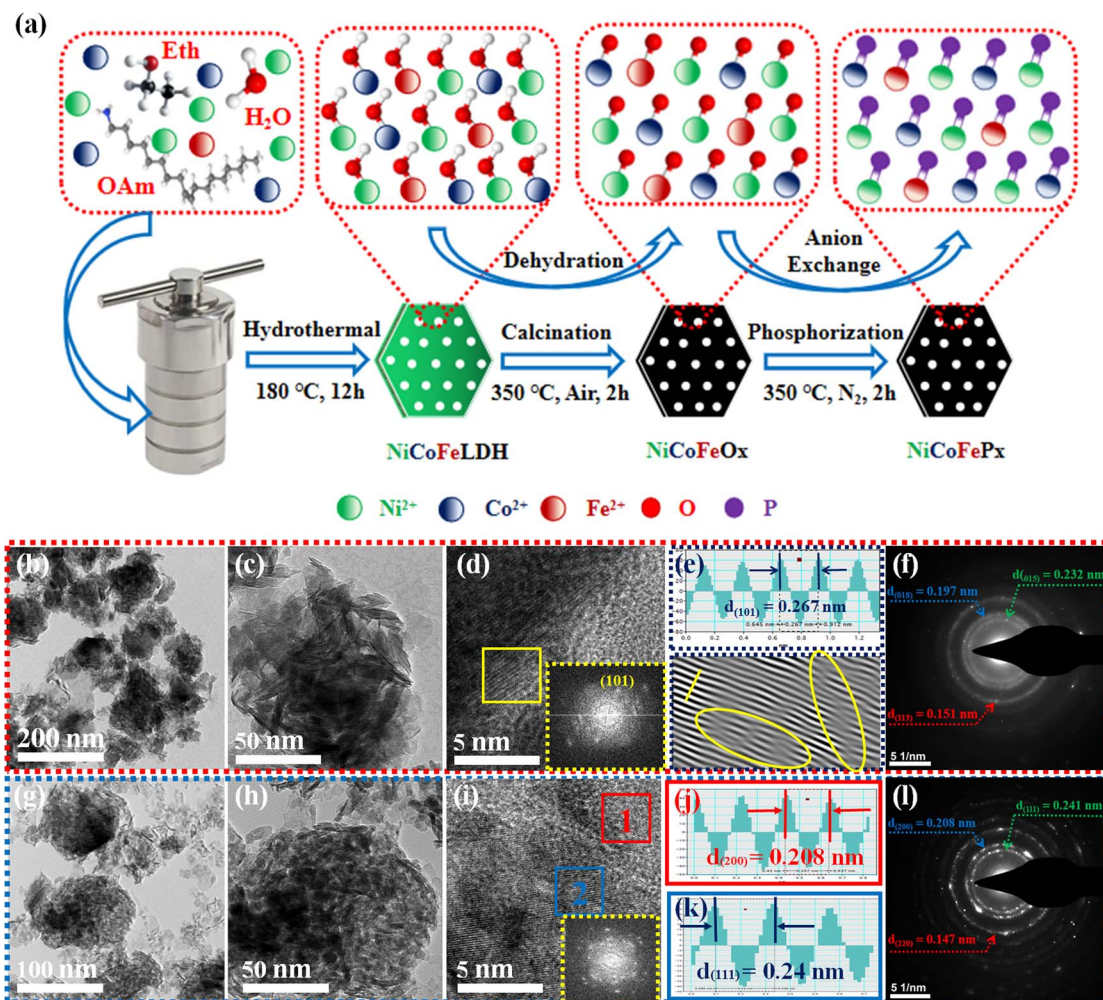 (a)
Eth
H₂O
OAm
Dehydration
Anion
Exchange
Hydrothermal
180 °C, 12h
Calcination
350 °C, Air, 2h
Phosphorization
350 °C, N₂, 2h
NiCoFeLDH
NiCoFeOx
NiCoFePx
Ni²⁺ Co²⁺ Fe²⁺ O P
(b)
200 nm
(c)
50 nm
(d)
(101)
5 nm
(e)
d(101) = 0.267 nm
(f)
d(015) = 0.232 nm
d(018) = 0.197 nm
d(113) = 0.151 nm
5 1/nm
(g)
100 nm
(h)
50 nm
(i)
1
2
5 nm
(j)
d(200) = 0.208 nm
(k)
d(111) = 0.24 nm
(l)
d(111) = 0.241 nm
d(200) = 0.208 nm
d(220) = 0.147 nm
5 1/nm